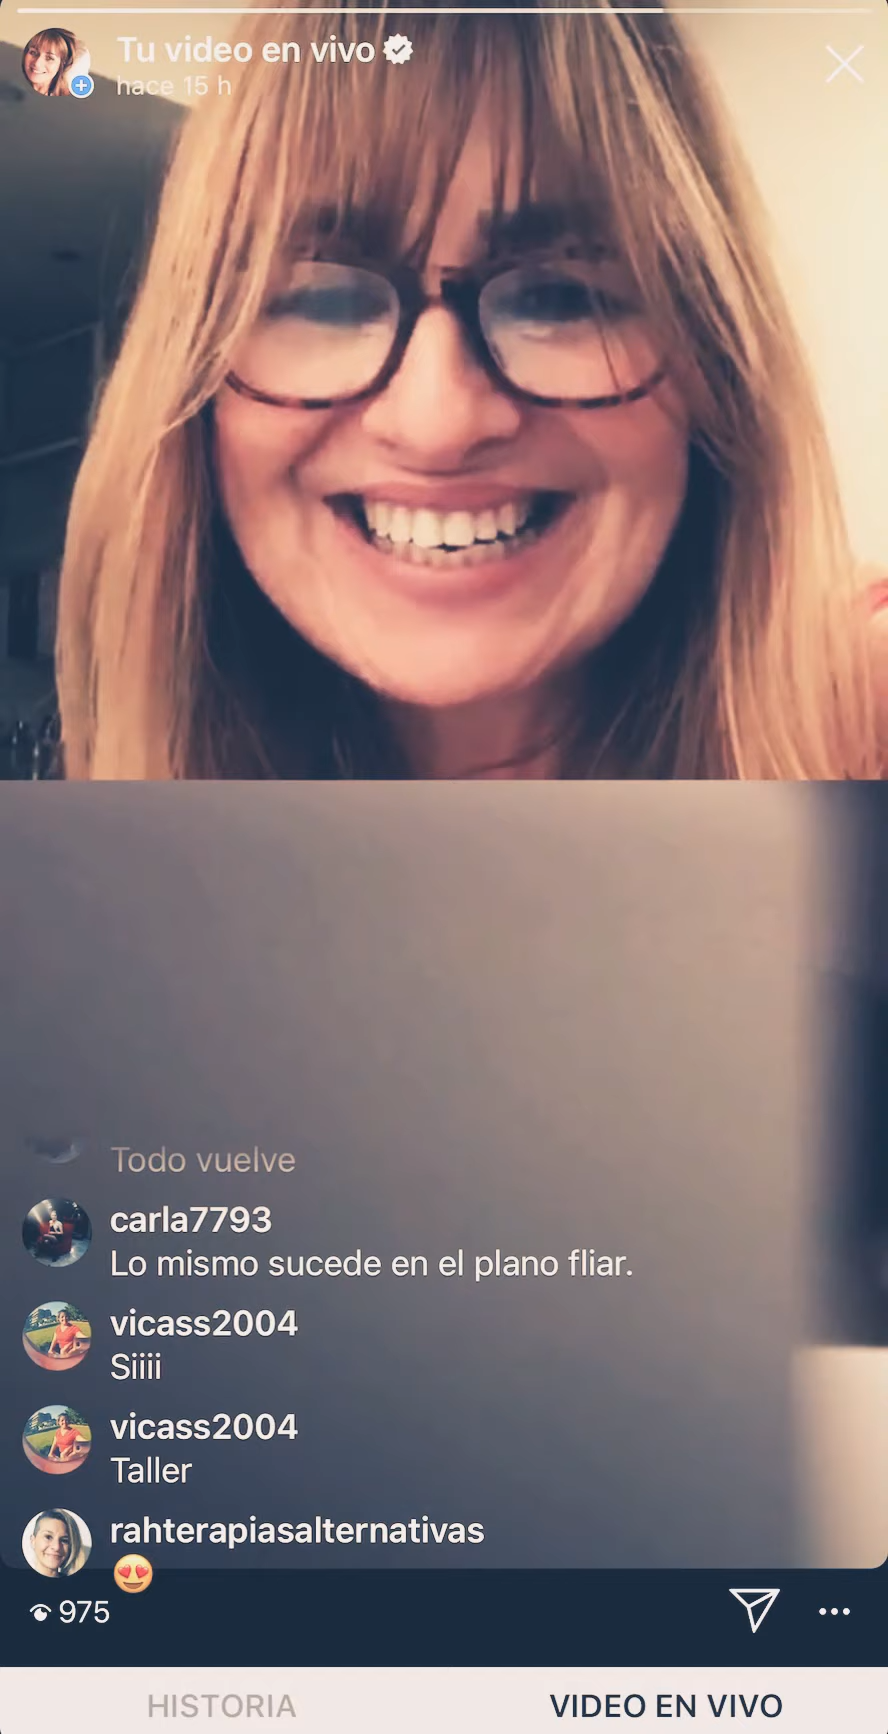 Tu video en vivo
hace 15 h
Todo vuelve
carla7793
Lo mismo sucede en el plano fliar.
vicass2004
Siiii
vicass2004
Taller
rahterapiasalternativas
😍
975
HISTORIA
VIDEO EN VIVO